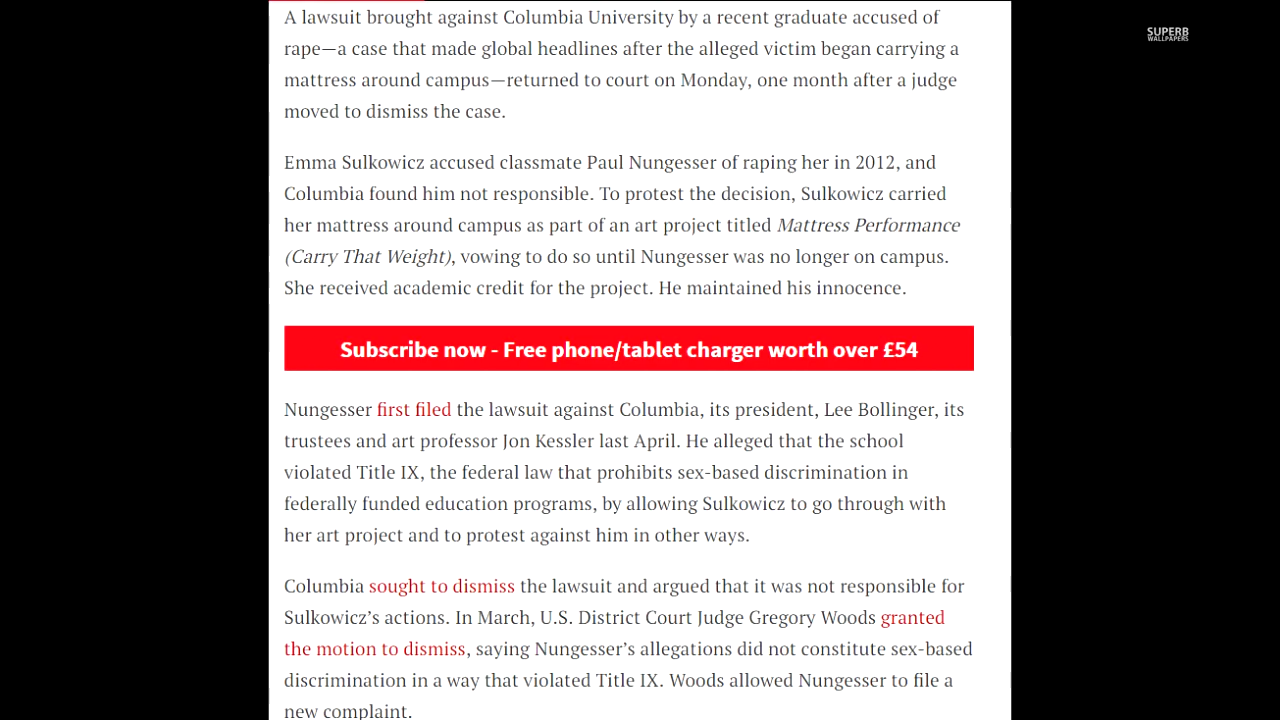 A lawsuit brought against Columbia University by a recent graduate accused of
rape—a case that made global headlines after the alleged victim began carrying a
mattress around campus—returned to court on Monday, one month after a judge
moved to dismiss the case.
SUPERB
WALLPAPERS
Emma Sulkowicz accused classmate Paul Nungesser of raping her in 2012, and
Columbia found him not responsible. To protest the decision, Sulkowicz carried
her mattress around campus as part of an art project titled Mattress Performance
(Carry That Weight), vowing to do so until Nungesser was no longer on campus.
She received academic credit for the project. He maintained his innocence.
Subscribe now - Free phone/tablet charger worth over £54
Nungesser first filed the lawsuit against Columbia, its president, Lee Bollinger, its
trustees and art professor Jon Kessler last April. He alleged that the school
violated Title IX, the federal law that prohibits sex-based discrimination in
federally funded education programs, by allowing Sulkowicz to go through with
her art project and to protest against him in other ways.
Columbia sought to dismiss the lawsuit and argued that it was not responsible for
Sulkowicz’s actions. In March, U.S. District Court Judge Gregory Woods granted
the motion to dismiss, saying Nungesser’s allegations did not constitute sex-based
discrimination in a way that violated Title IX. Woods allowed Nungesser to file a
new complaint.